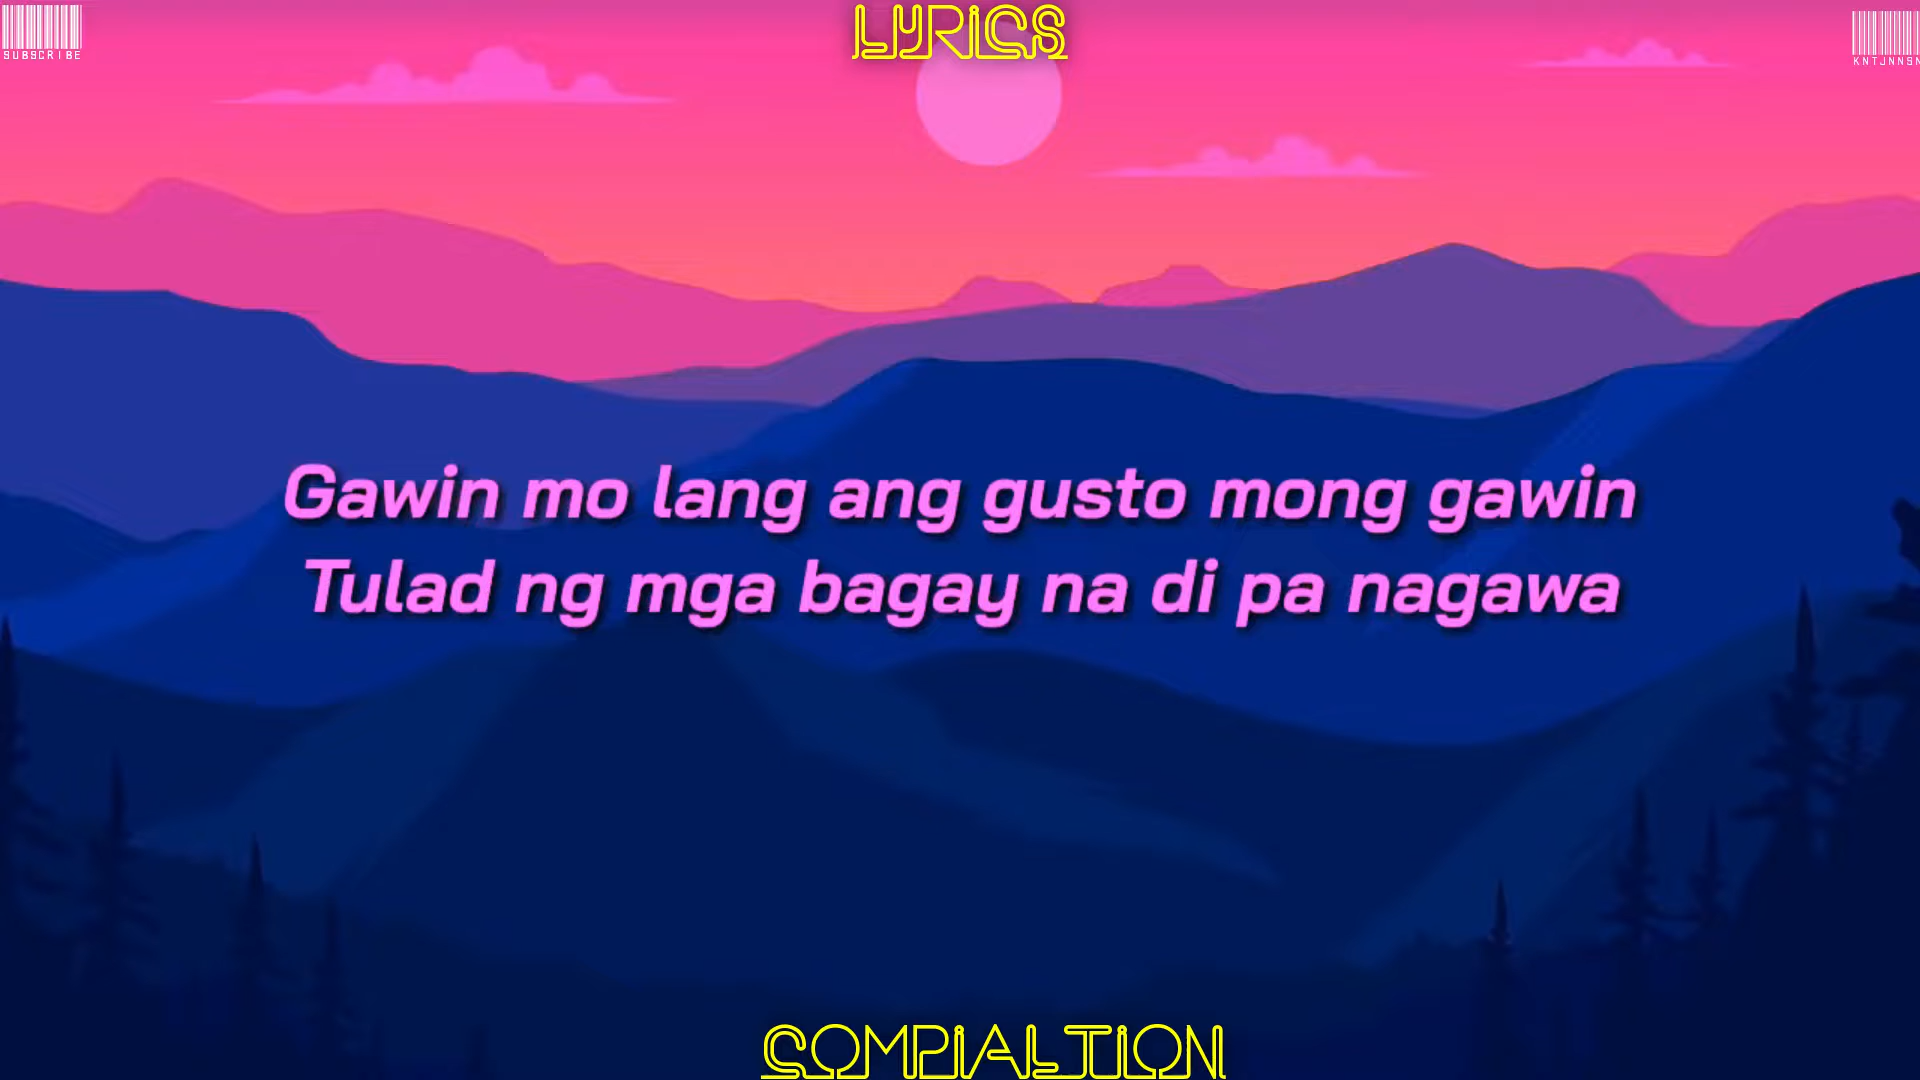 LYRICS
SUBSCRIBE
KNTJNNSN
Gawin mo lang ang gusto mong gawin
Tulad ng mga bagay na di pa nagawa
COMPIALTION